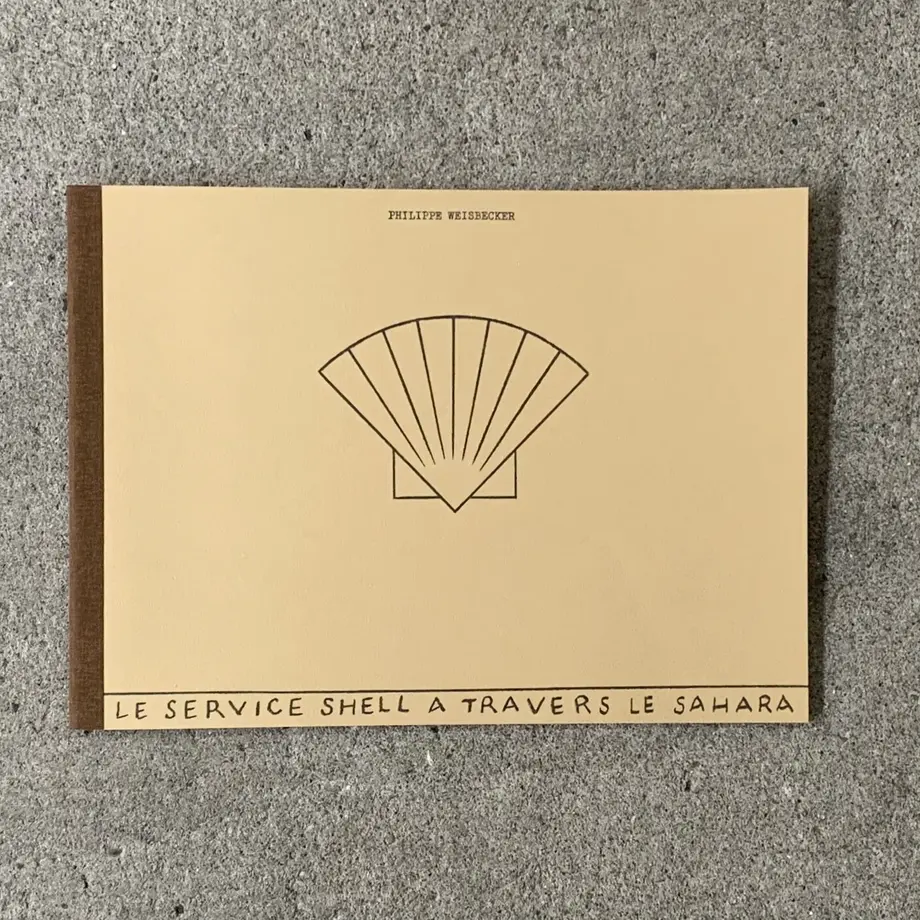 PHILIPPE WEISBECKER
LE SERVICE SHELL A TRAVERS LE SAHARA